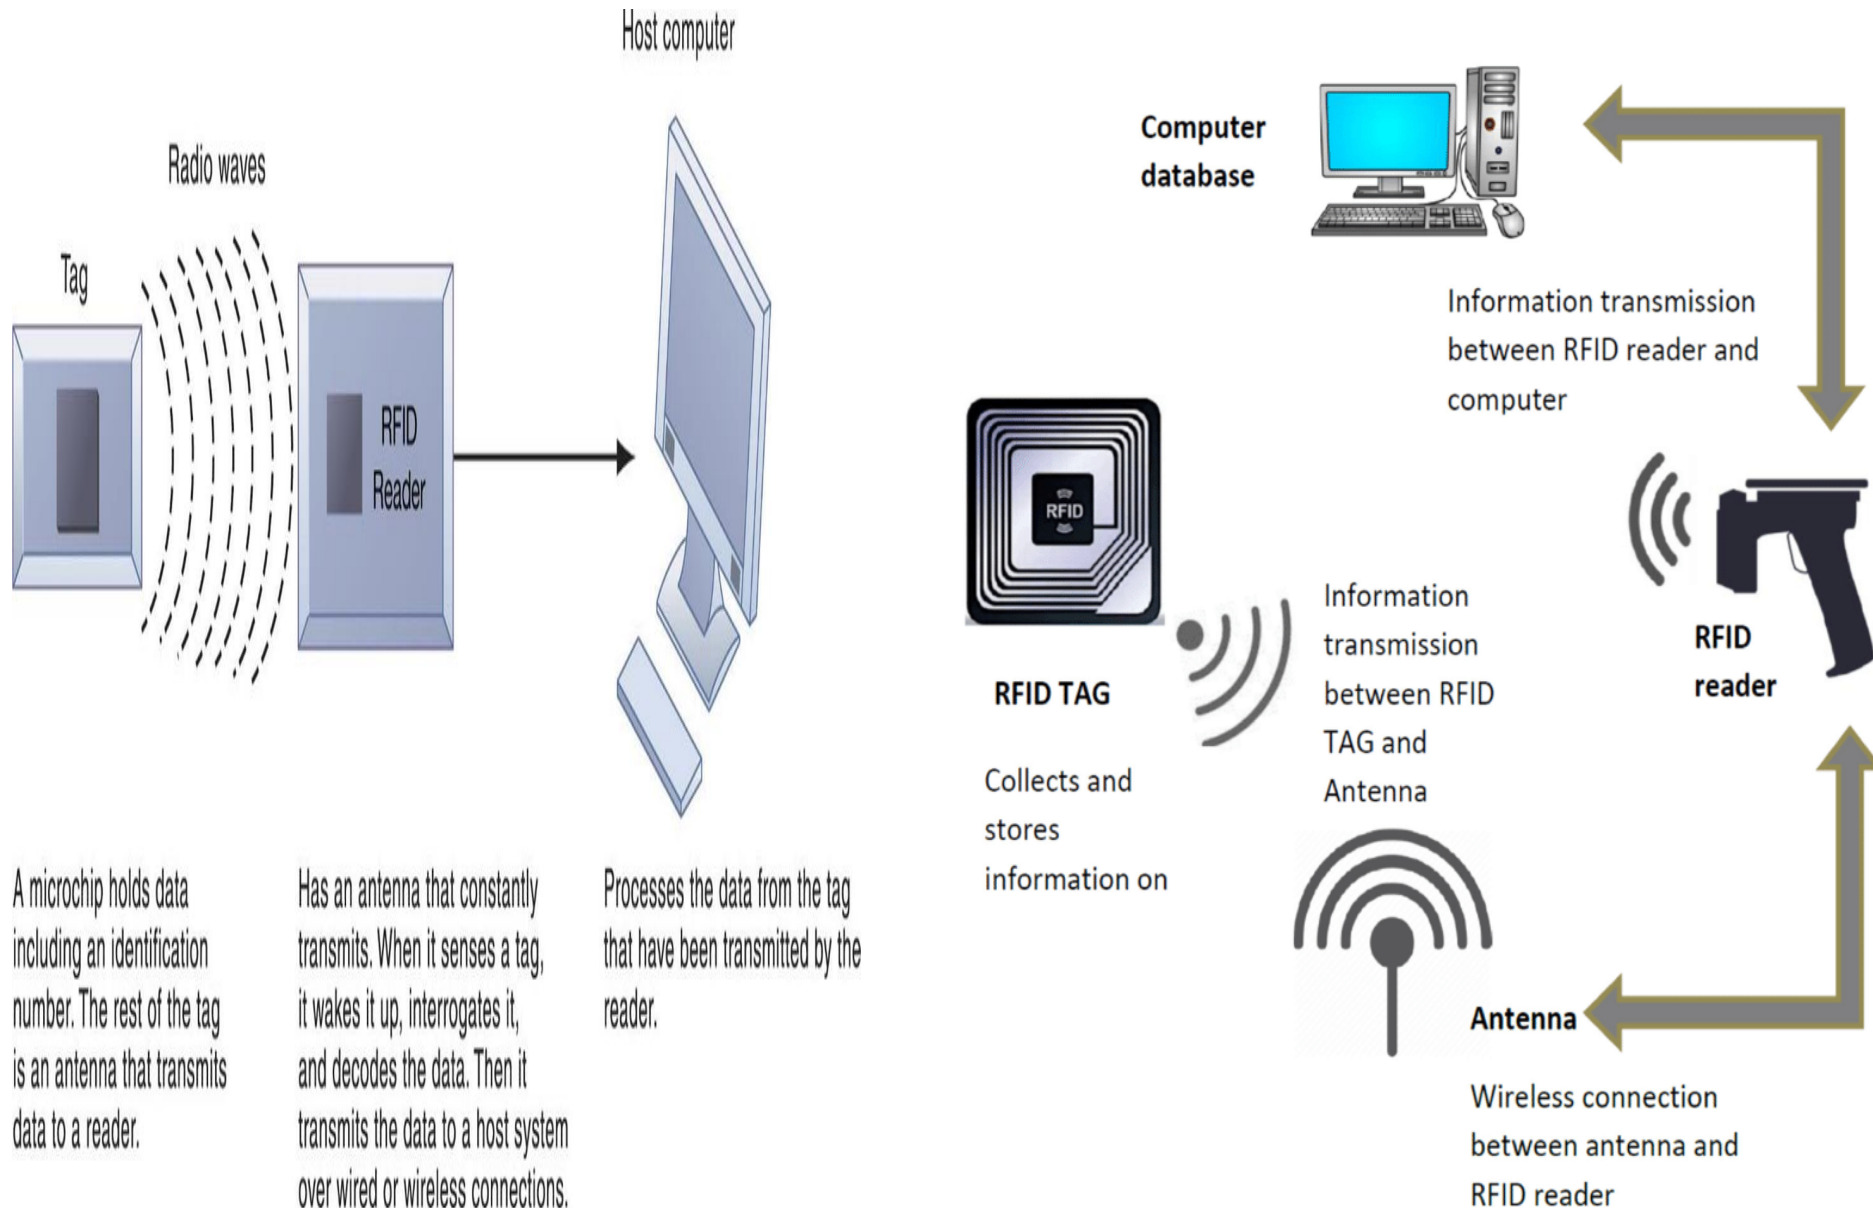 Host computer
Radio waves
Tag
RFID
Reader
A microchip holds data
including an identification
number. The rest of the tag
is an antenna that transmits
data to a reader.
Has an antenna that constantly
transmits. When it senses a tag,
it wakes it up, interrogates it,
and decodes the data. Then it
transmits the data to a host system
over wired or wireless connections.
Processes the data from the tag
that have been transmitted by the
reader.
Computer
database
Information transmission
between RFID reader and
computer
RFID
RFID TAG
Collects and
stores
information on
Information
transmission
between RFID
TAG and
Antenna
RFID
reader
Antenna
Wireless connection
between antenna and
RFID reader